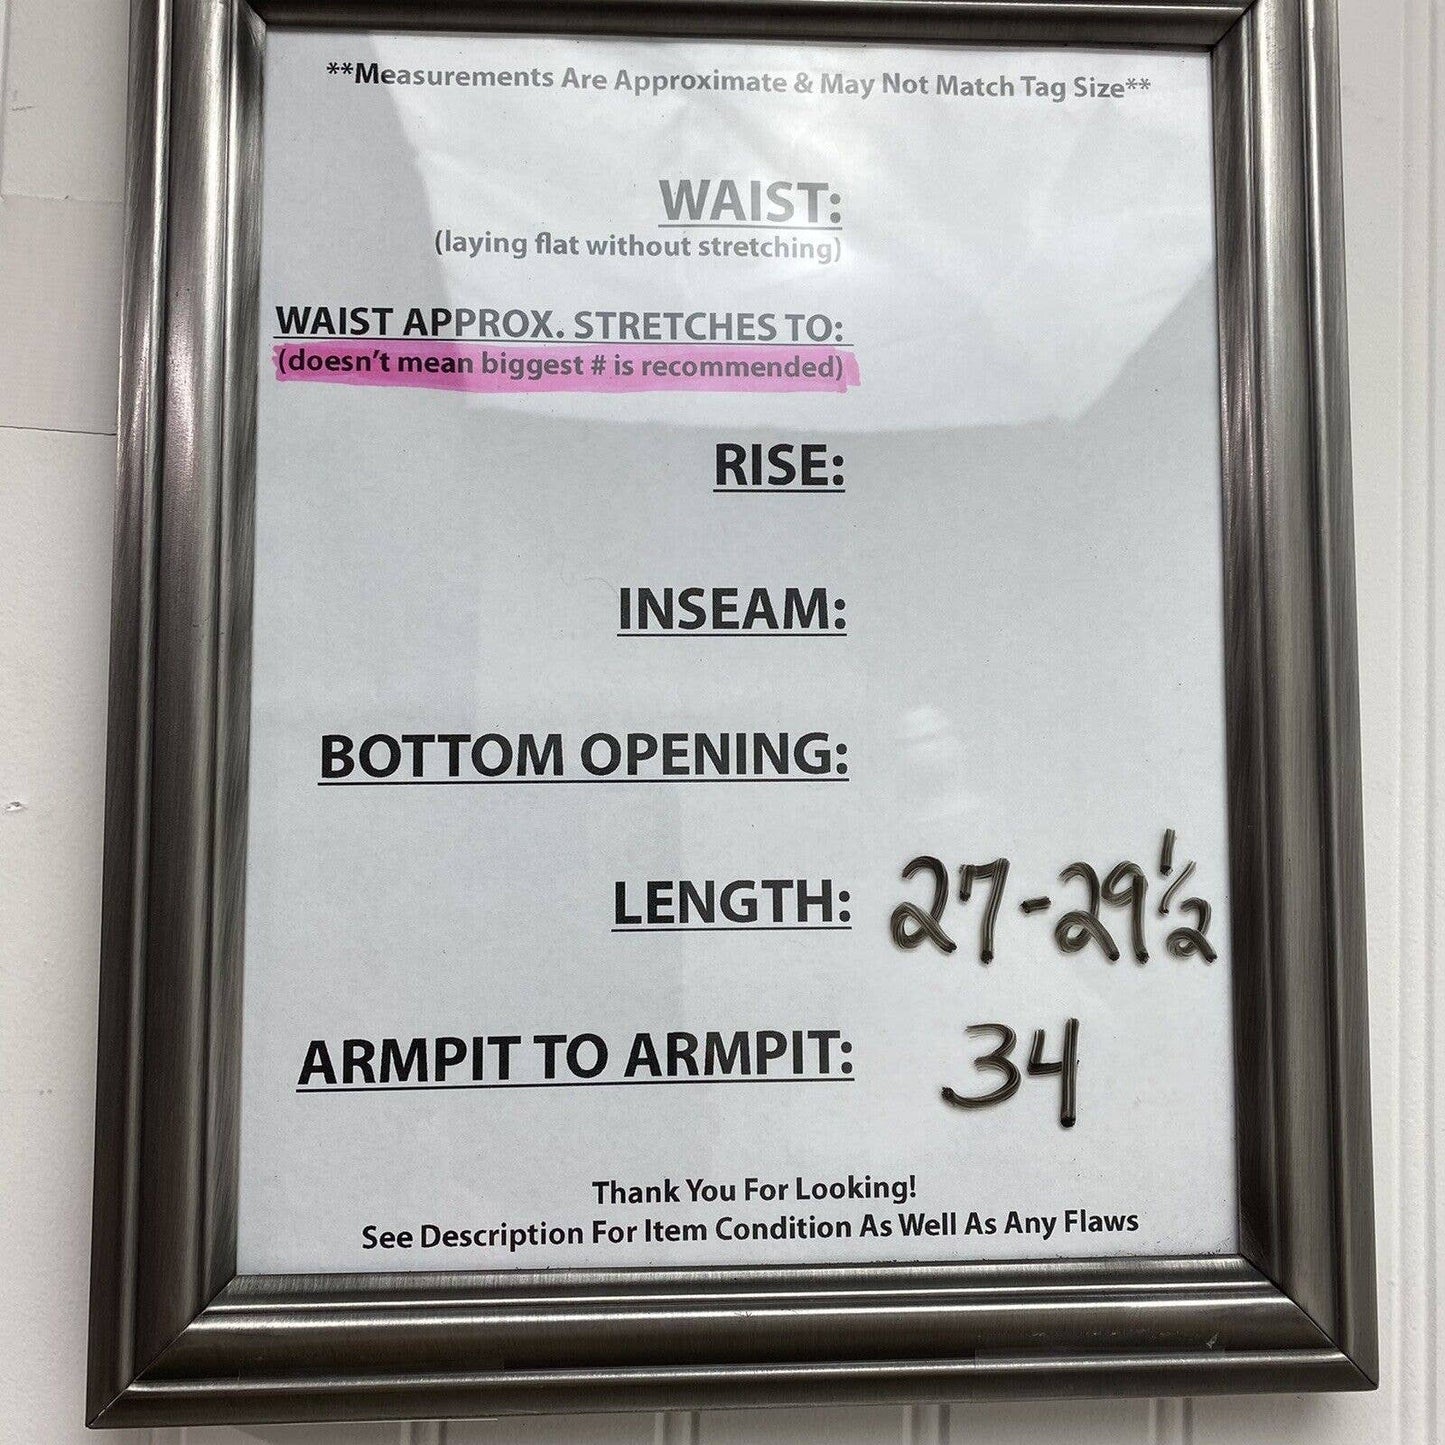 **Measurements Are Approximate & May Not Match Tag Size**
WAIST:
(laying flat without stretching)
WAIST APPROX. STRETCHES TO:
(doesn't mean biggest # is recommended)
RISE:
INSEAM:
BOTTOM OPENING:
LENGTH: 27-29 1/2
ARMPIT TO ARMPIT: 34
Thank You For Looking!
See Description For Item Condition As Well As Any Flaws